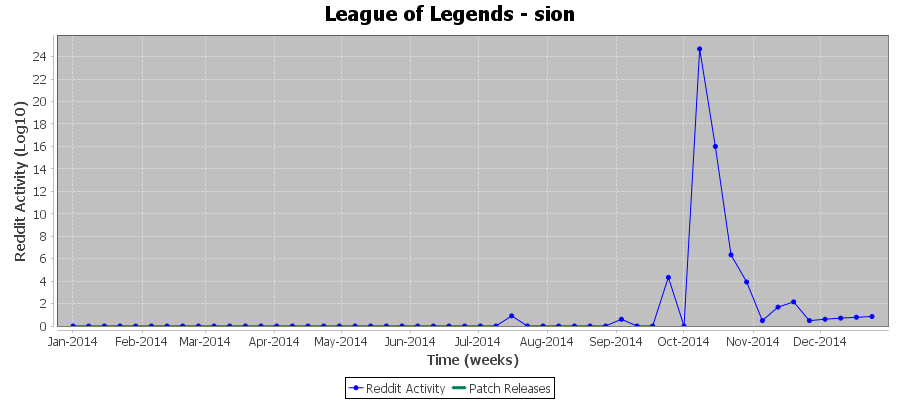 League of Legends - sion
Reddit Activity (Log10)
24
22
20
18
16
14
12
10
8
6
4
2
0
Jan-2014 Feb-2014 Mar-2014 Apr-2014 May-2014 Jun-2014 Jul-2014 Aug-2014 Sep-2014 Oct-2014 Nov-2014 Dec-2014
Time (weeks)
Reddit Activity Patch Releases